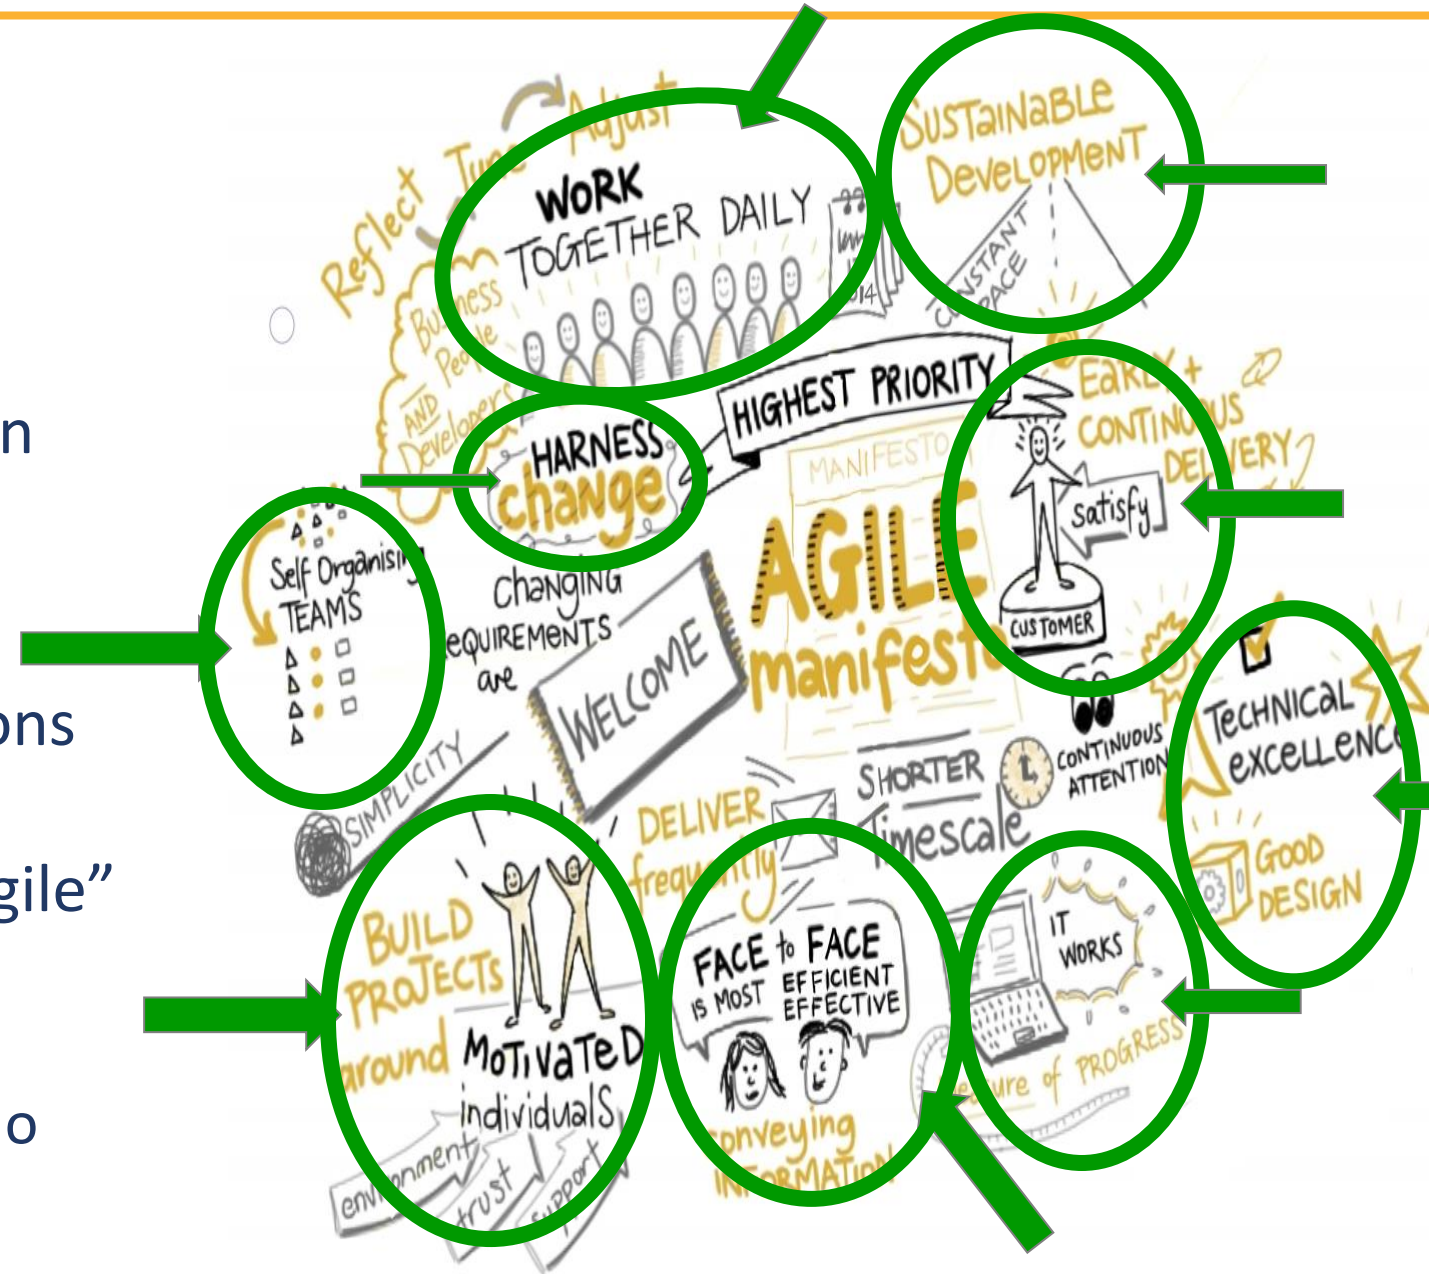 Reflect Tune Adjust
WORK
TOGETHER DAILY
Business
People
AND
Developers
SUSTaINaBLe
DeveLOPMeNT
CONSTANT
PACE
HIGHEST PRIORITY
EaRLY +
CONTINUOUS
DELIVERY
satisfy
CUSTOMER
HARNESS
change
CHaNGING
REQUIREMeNTS
are
WELCOME
MANIFESTO
AGILE
manifesto
Self Organising
TEAMS
SIMPLICITY
DELIVER
frequently
SHORTER
Timescale
CONTINUOUS
ATTENTION
TecHNICaL
excELLENCe
GOOD
DESIGN
BUILD
PROJECTS
around
MoTIvaTeD
individualS
environment
trust
support
FACE to FACE
IS MOST EFFICIENT
EFFECTIVE
conveying
INFORMATION
IT
WORKS
measure of PROGRESS
n
ons
gile”
o